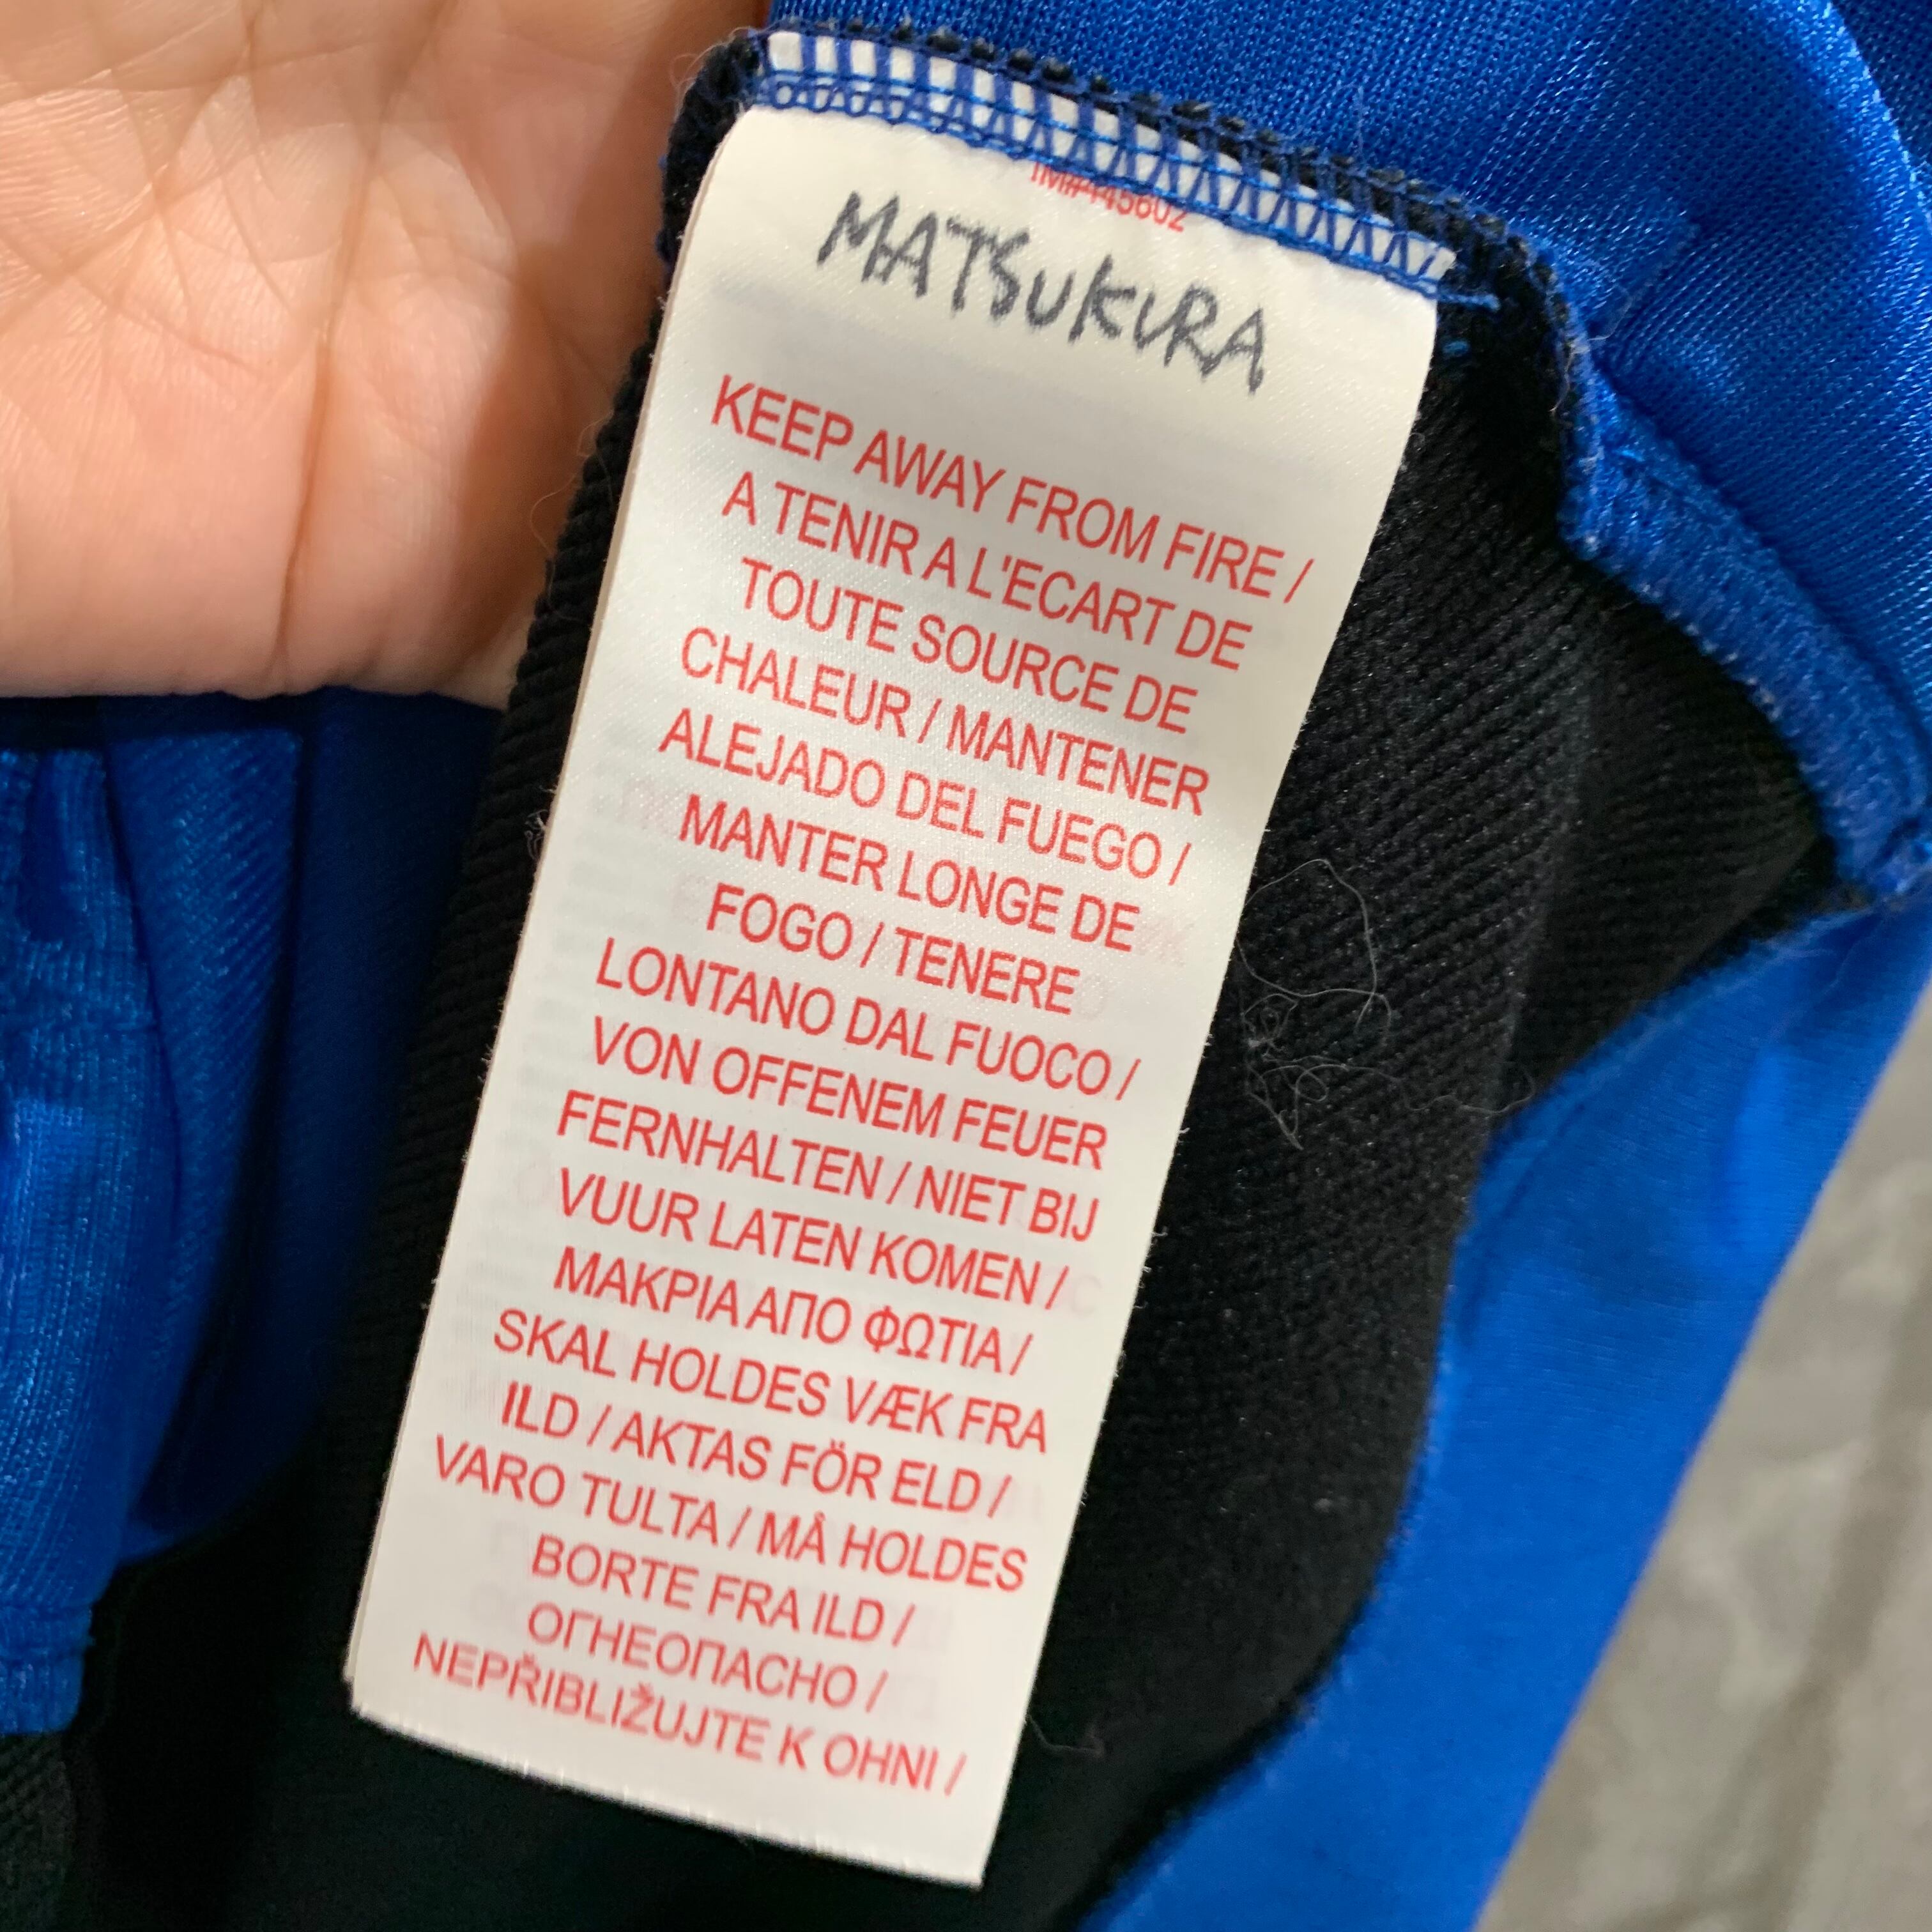 MATSUKURA
KEEP AWAY FROM FIRE /
A TENIR A L'ECART DE
TOUTE SOURCE DE
CHALEUR / MANTENER
ALEJADO DEL FUEGO /
MANTER LONGE DE
FOGO / TENERE
LONTANO DAL FUOCO /
VON OFFENEM FEUER
FERNHALTEN / NIET BIJ
VUUR LATEN KOMEN /
ΜΑΚΡΙΑ ΑΠΟ ΦΩΤΙΑ /
SKAL HOLDES VÆK FRA
ILD / AKTAS FÖR ELD /
VARO TULTA / MÅ HOLDES
BORTE FRA ILD /
ОГНЕОПАСНО /
NEPŘIBLIŽUJTE K OHNI /